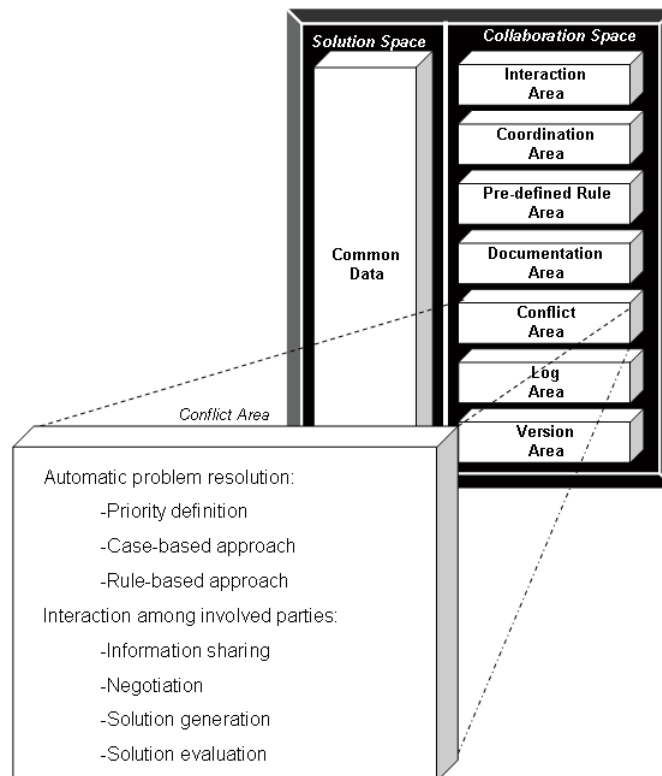 Solution Space
Collaboration Space
Common
Data
Interaction
Area
Coordination
Area
Pre-defined Rule
Area
Documentation
Area
Conflict
Area
Log
Area
Version
Area
Conflict Area
Automatic problem resolution:
-Priority definition
-Case-based approach
-Rule-based approach
Interaction among involved parties:
-Information sharing
-Negotiation
-Solution generation
-Solution evaluation